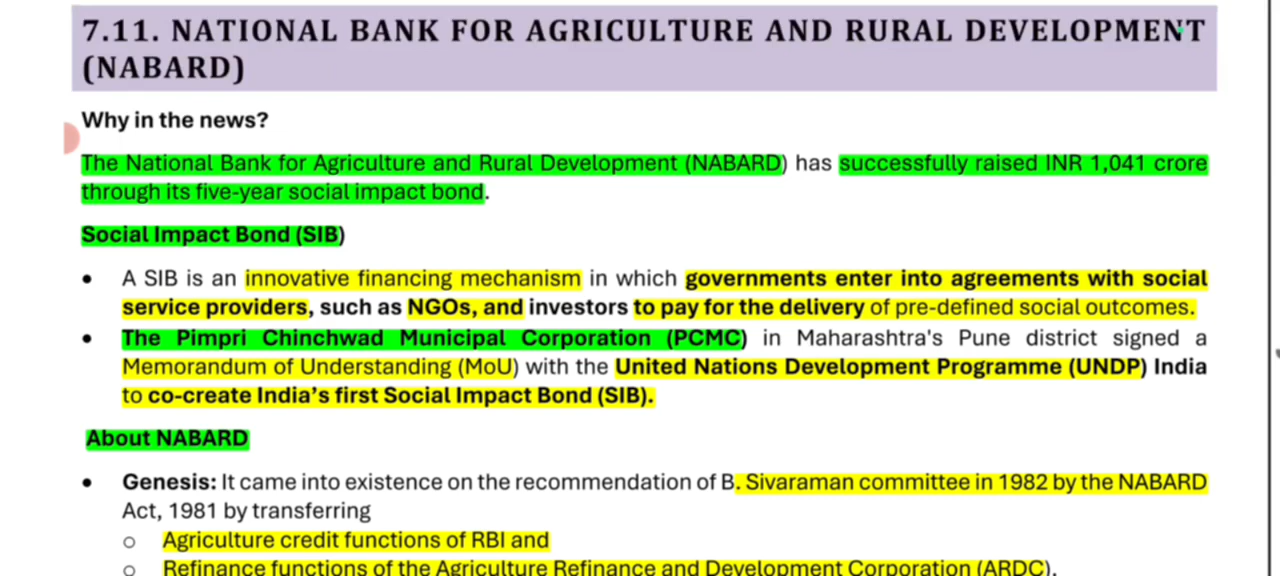 7.11. NATIONAL BANK FOR AGRICULTURE AND RURAL DEVELOPMENT
(NABARD)
Why in the news?
The National Bank for Agriculture and Rural Development (NABARD) has successfully raised INR 1,041 crore
through its five-year social impact bond.
Social Impact Bond (SIB)
• A SIB is an innovative financing mechanism in which governments enter into agreements with social
service providers, such as NGOs, and investors to pay for the delivery of pre-defined social outcomes.
• The Pimpri Chinchwad Municipal Corporation (PCMC) in Maharashtra's Pune district signed a
Memorandum of Understanding (MoU) with the United Nations Development Programme (UNDP) India
to co-create India’s first Social Impact Bond (SIB).
About NABARD
• Genesis: It came into existence on the recommendation of B. Sivaraman committee in 1982 by the NABARD
Act, 1981 by transferring
o Agriculture credit functions of RBI and
o Refinance functions of the Agriculture Refinance and Development Corporation (ARDC).